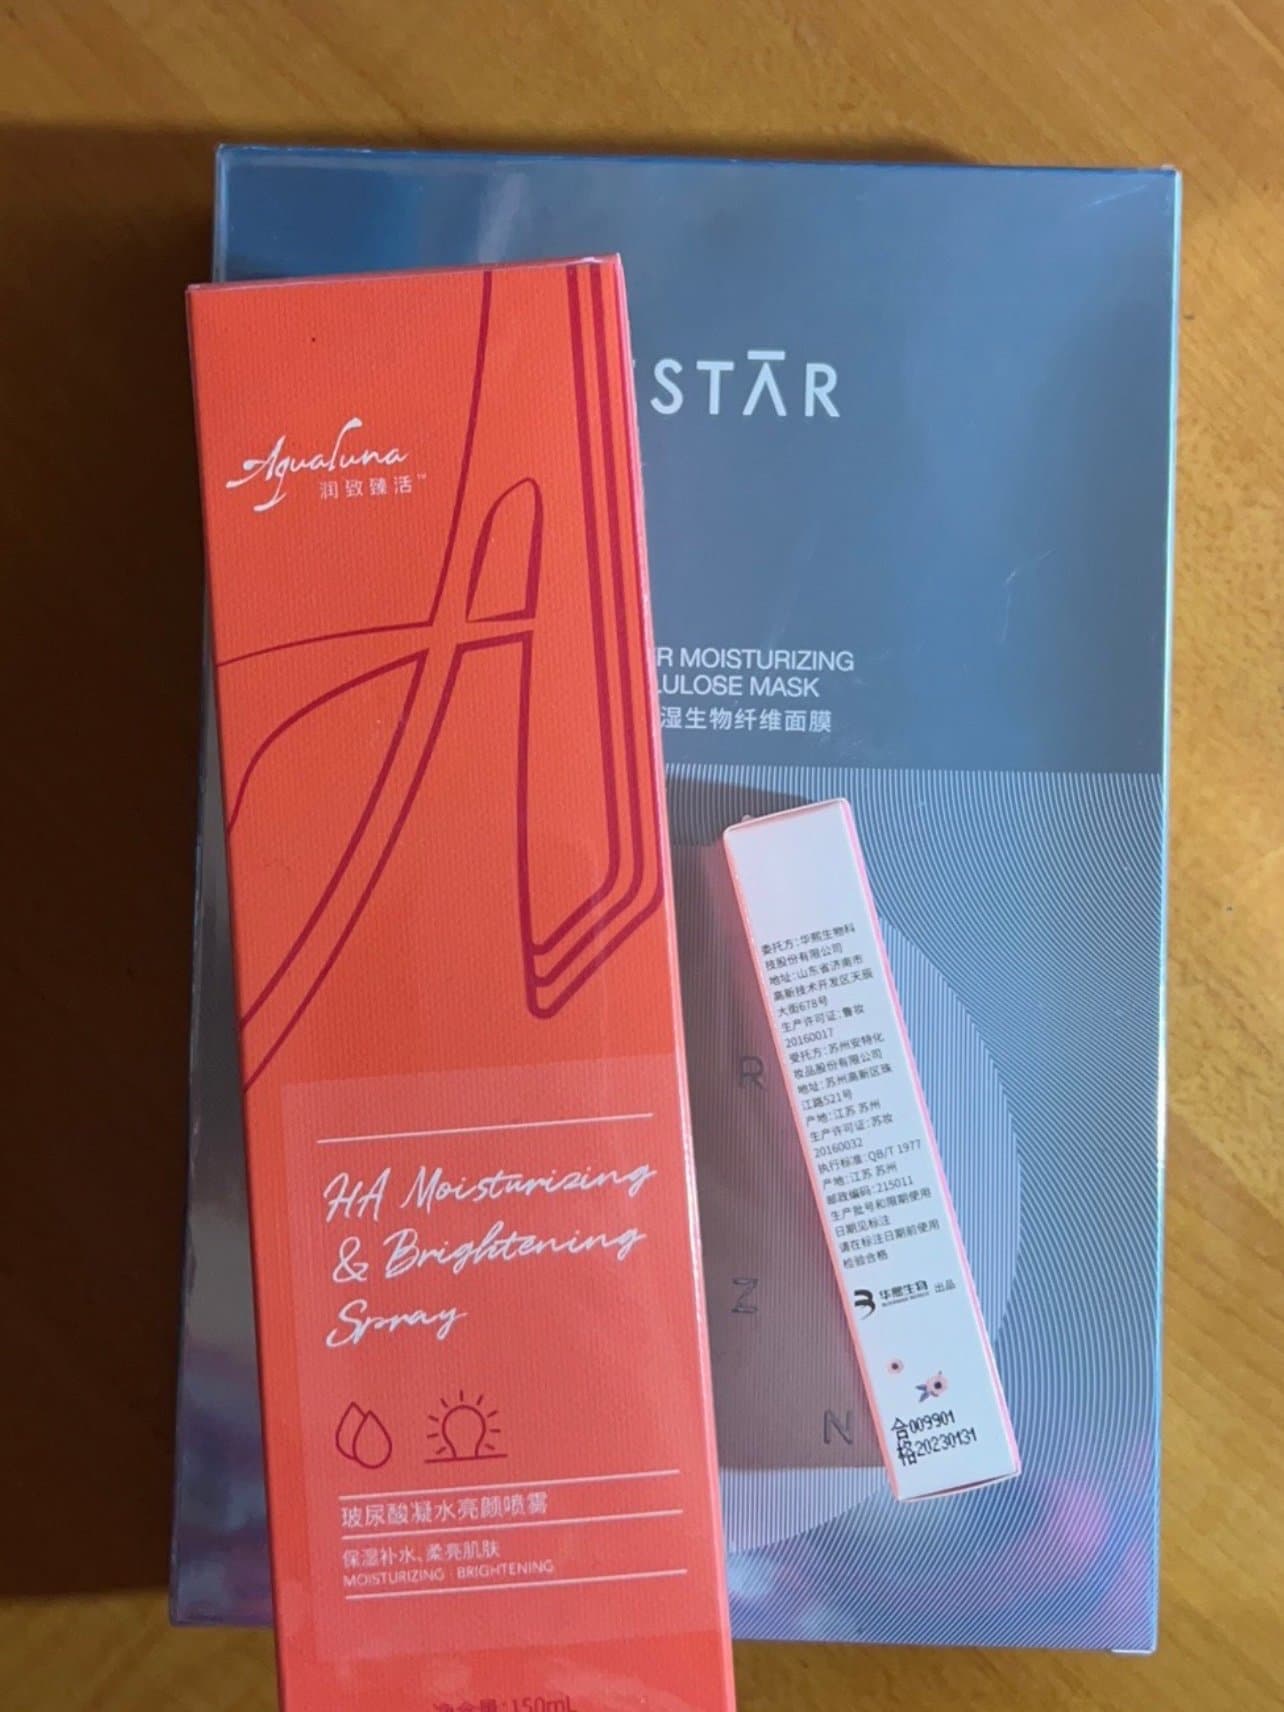 Aqualuna
润致臻活™
HA Moisturizing
& Brightening
Spray
玻尿酸凝水亮颜喷雾
保湿补水、柔亮肌肤
MOISTURIZING BRIGHTENING
净含量:150mL
STĀR
MOISTURIZING
MASK
湿生物纤维面膜
R
Z
N
委托方:华熙生物科
技股份有限公司
地址:山东省济南市
高新技术开发区天辰
大街678号
生产许可证:鲁妆
20160017
受托方:苏州安特化
妆品股份有限公司
地址:苏州高新区珠
江路521号
产地:江苏 苏州
生产许可证:苏妆
20160032
执行标准:QB/T 1977
产地:江苏 苏州
邮政编码:215011
生产批号和限期使用
日期见标注
请在标注日期前使用
检验合格
华熙生物 出品
合009901
格20230131